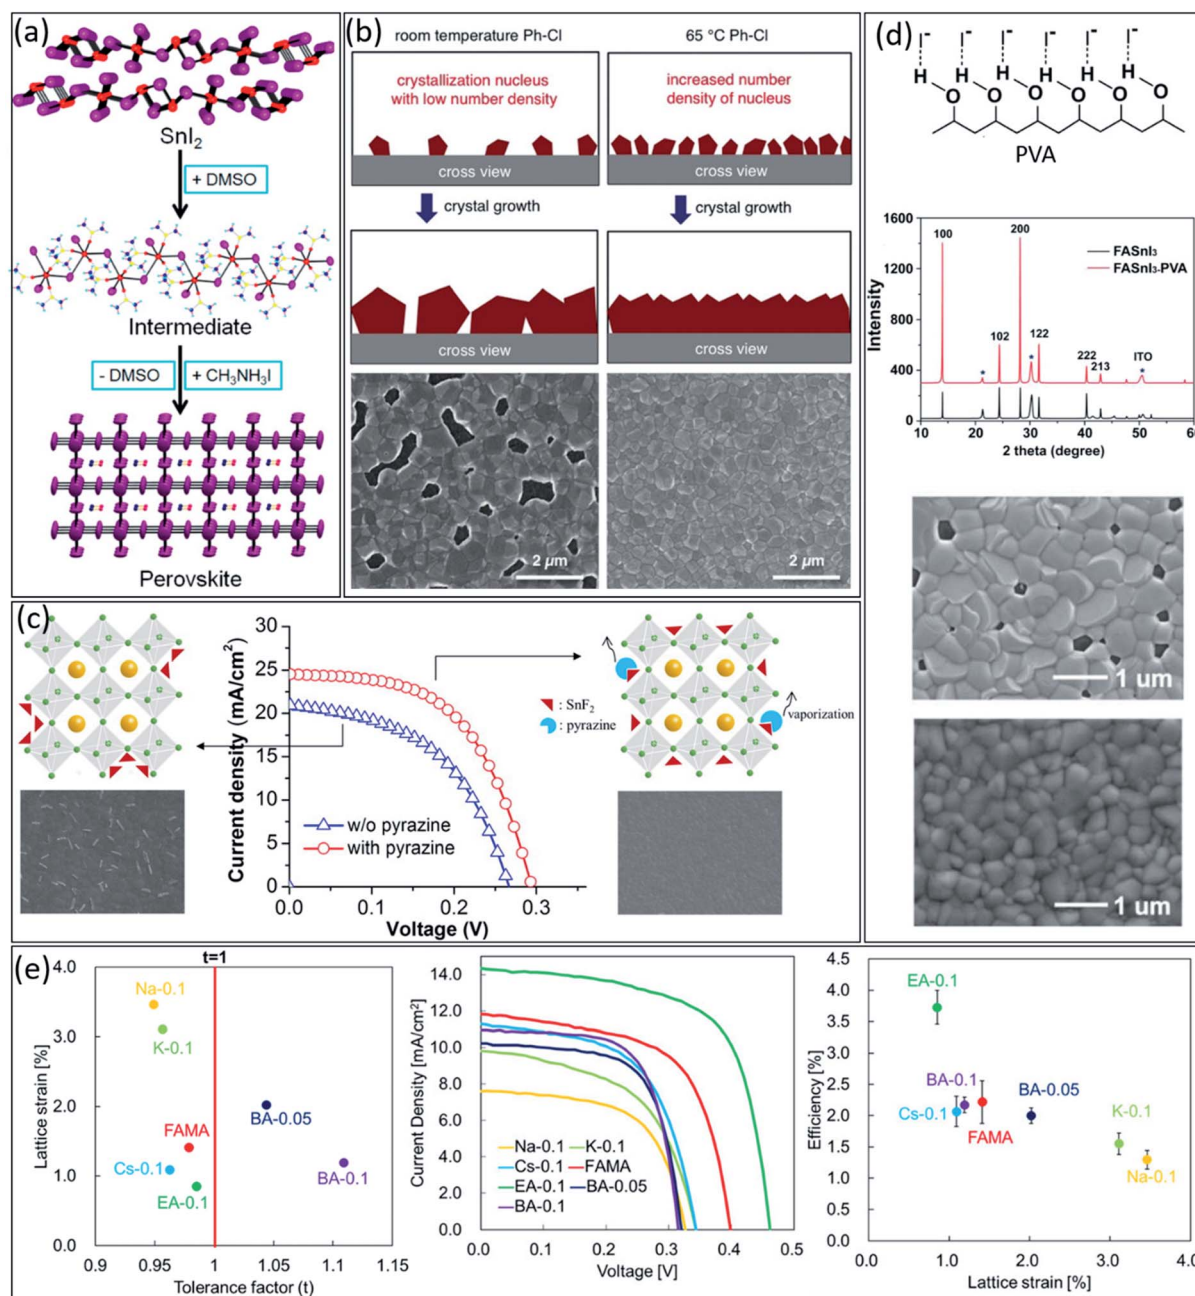 (a)
SnI2
+ DMSO
Intermediate
- DMSO
+ CH3NH3I
Perovskite
(b)
room temperature Ph-Cl
65 °C Ph-Cl
crystallization nucleus
with low number density
increased number
density of nucleus
cross view
cross view
crystal growth
crystal growth
cross view
cross view
2 μm
2 μm
(c)
30
25
20
15
10
5
0
Current density (mA/cm2)
w/o pyrazine
with pyrazine
0.0
0.1
0.2
0.3
Voltage (V)
: SnF2
: pyrazine
vaporization
(d)
I- I- I- I- I- I-
H H H H H H
O O O O O O
PVA
1600
1200
800
400
0
Intensity
100
102
200
*
122
222
213
ITO
*
*
FASnI3
FASnI3-PVA
10 20 30 40 50 60
2 theta (degree)
1 um
1 um
(e)
t=1
4.0
3.0
2.0
1.0
0.0
Lattice strain [%]
Na-0.1
K-0.1
FAMA
Cs-0.1
EA-0.1
BA-0.05
BA-0.1
0.9 0.95 1 1.05 1.1 1.15
Tolerance factor (t)
14.0
12.0
10.0
8.0
6.0
4.0
2.0
0.0
Current Density [mA/cm2]
Na-0.1 K-0.1
Cs-0.1 FAMA
EA-0.1 BA-0.05
BA-0.1
0.0 0.1 0.2 0.3 0.4 0.5
Voltage [V]
4.5
4.0
3.5
3.0
2.5
2.0
1.5
1.0
0.5
0.0
Efficiency [%]
EA-0.1
BA-0.1
Cs-0.1
FAMA
BA-0.05
K-0.1
Na-0.1
0.0 1.0 2.0 3.0 4.0
Lattice strain [%]